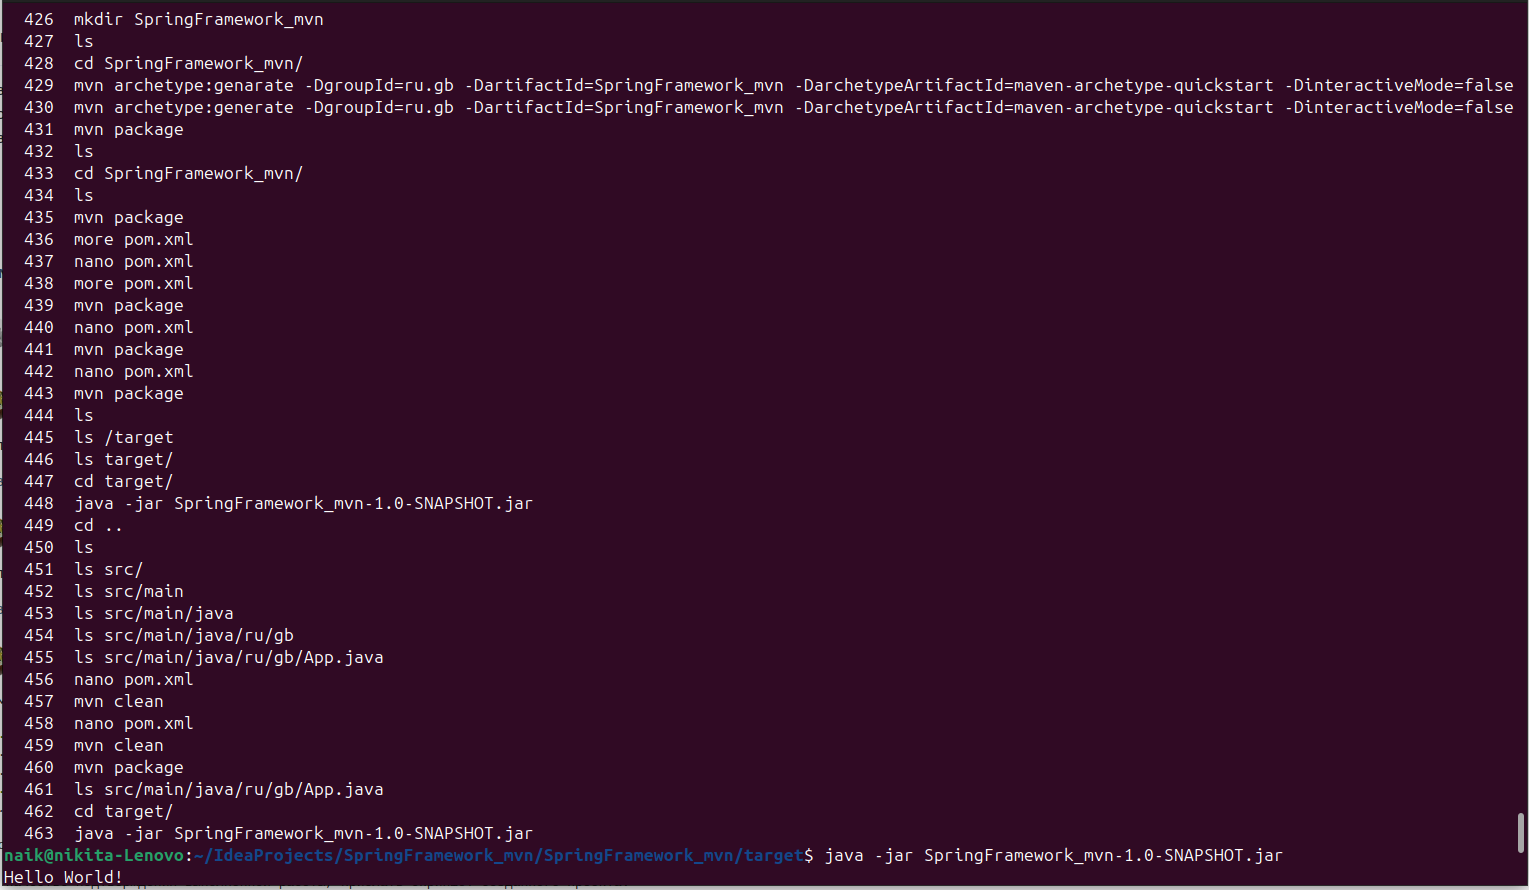 426 mkdir SpringFramework_mvn
427 ls
428 cd SpringFramework_mvn/
429 mvn archetype:genarate -DgroupId=ru.gb -DartifactId=SpringFramework_mvn -DarchetypeArtifactId=maven-archetype-quickstart -DinteractiveMode=false
430 mvn archetype:generate -DgroupId=ru.gb -DartifactId=SpringFramework_mvn -DarchetypeArtifactId=maven-archetype-quickstart -DinteractiveMode=false
431 mvn package
432 ls
433 cd SpringFramework_mvn/
434 ls
435 mvn package
436 more pom.xml
437 nano pom.xml
438 more pom.xml
439 mvn package
440 nano pom.xml
441 mvn package
442 nano pom.xml
443 mvn package
444 ls
445 ls /target
446 ls target/
447 cd target/
448 java -jar SpringFramework_mvn-1.0-SNAPSHOT.jar
449 cd ..
450 ls
451 ls src/
452 ls src/main
453 ls src/main/java
454 ls src/main/java/ru/gb
455 ls src/main/java/ru/gb/App.java
456 nano pom.xml
457 mvn clean
458 nano pom.xml
459 mvn clean
460 mvn package
461 ls src/main/java/ru/gb/App.java
462 cd target/
463 java -jar SpringFramework_mvn-1.0-SNAPSHOT.jar
naik@nikita-Lenovo:~/IdeaProjects/SpringFramework_mvn/SpringFramework_mvn/target$ java -jar SpringFramework_mvn-1.0-SNAPSHOT.jar
Hello World!